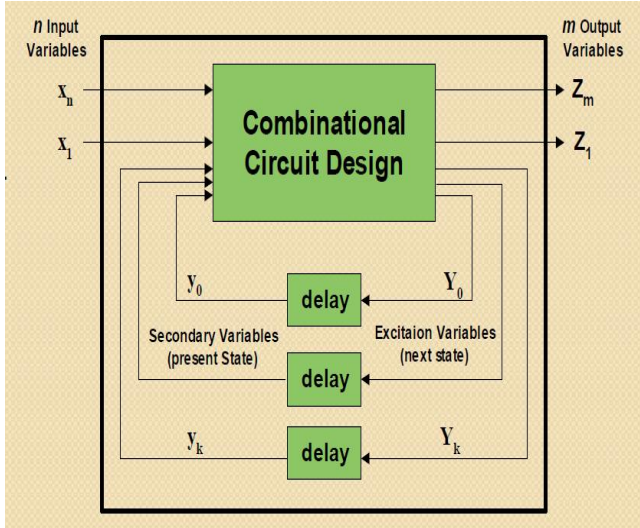 n Input
Variables
m Output
Variables
xn
Zm
Combinational
Circuit Design
x1
Z1
y0
Y0
delay
Secondary Variables
(present State)
Excitaion Variables
(next state)
delay
yk
Yk
delay